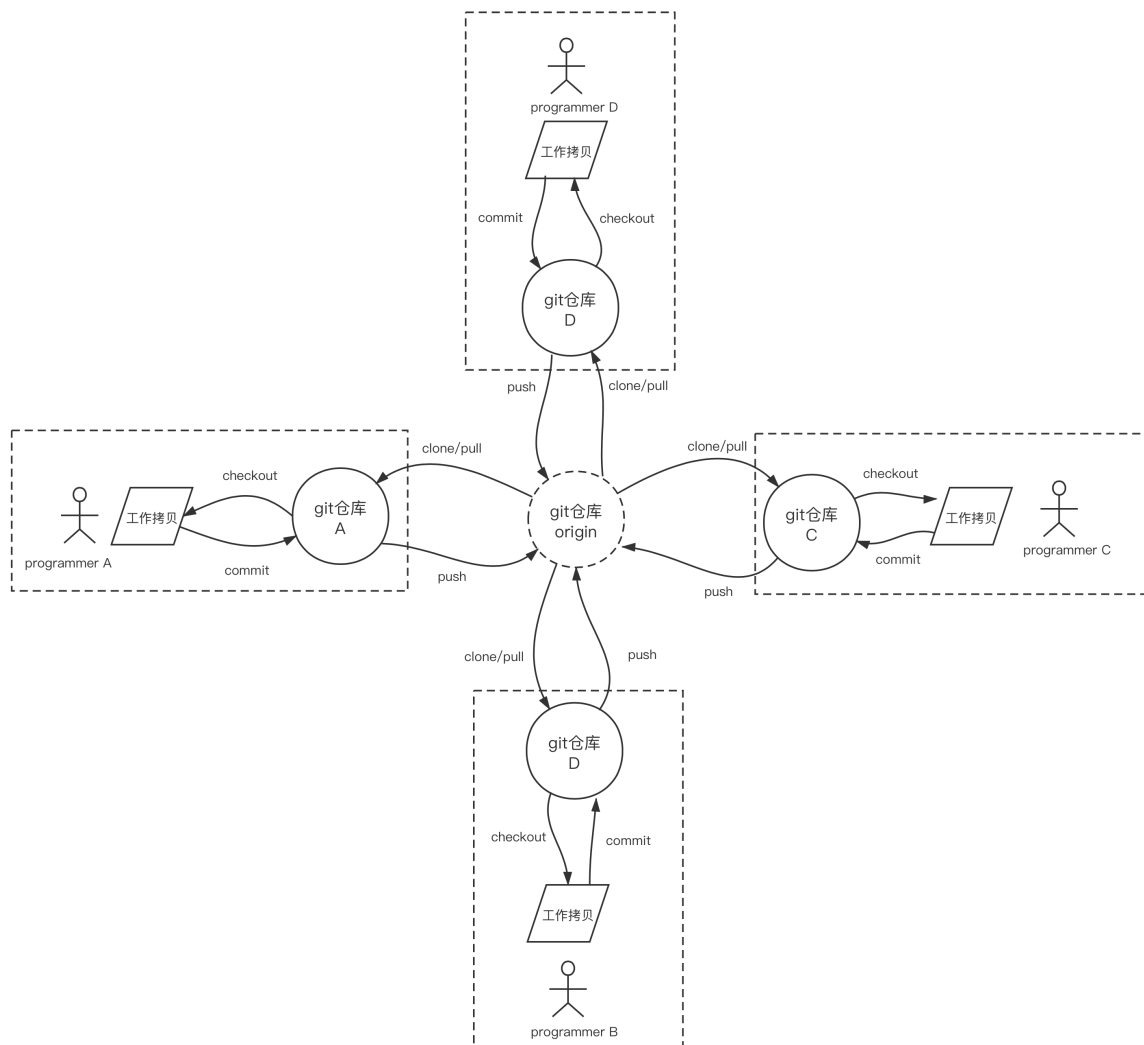 programmer D
工作拷贝
commit
checkout
git仓库
D
push
clone/pull
clone/pull
checkout
git仓库
A
工作拷贝
programmer A
commit
push
git仓库
origin
clone/pull
checkout
git仓库
C
工作拷贝
programmer C
commit
push
clone/pull
push
git仓库
D
checkout
commit
工作拷贝
programmer B